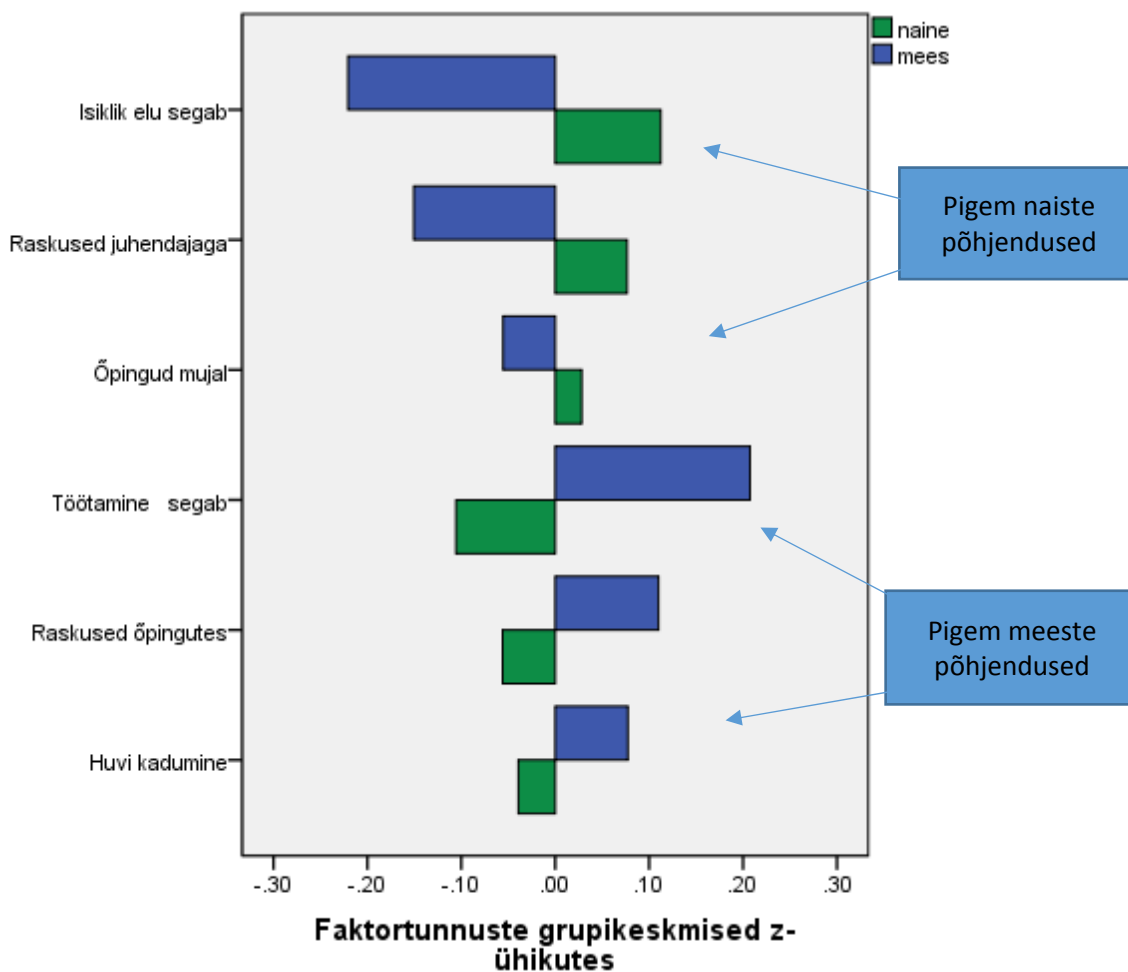 naine
mees
Isiklik elu segab
Raskused juhendajaga
Õpingud mujal
Töötamine segab
Raskused õpingutes
Huvi kadumine
Pigem naiste
põhjendused
Pigem meeste
põhjendused
-.30 -.20 -.10 .00 .10 .20 .30
Faktortunnuste grupikeskmised z-
ühikutes